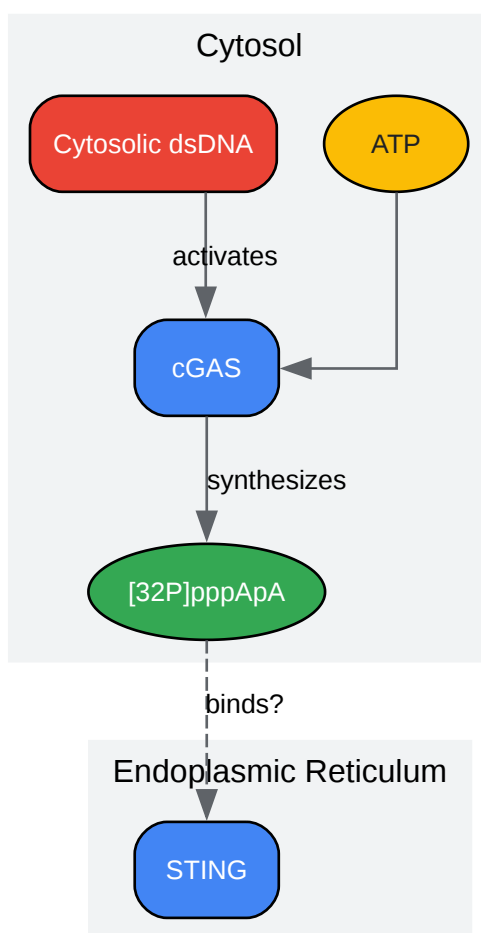 Cytosol
Cytosolic dsDNA
ATP
activates
cGAS
synthesizes
[32P]pppApA
binds?
Endoplasmic Reticulum
STING